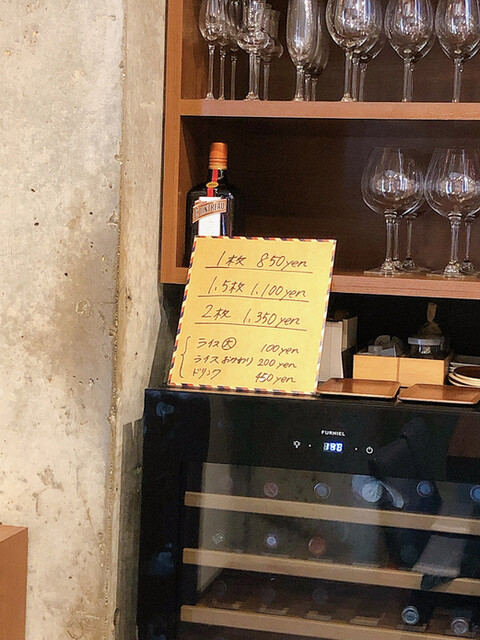 COINTREAU
1枚 850yen
1.5枚 1,100yen
2枚 1,350yen
ライス(大) 100yen
ライスおかわり 200yen
ドリンク 450yen
FURNIEL